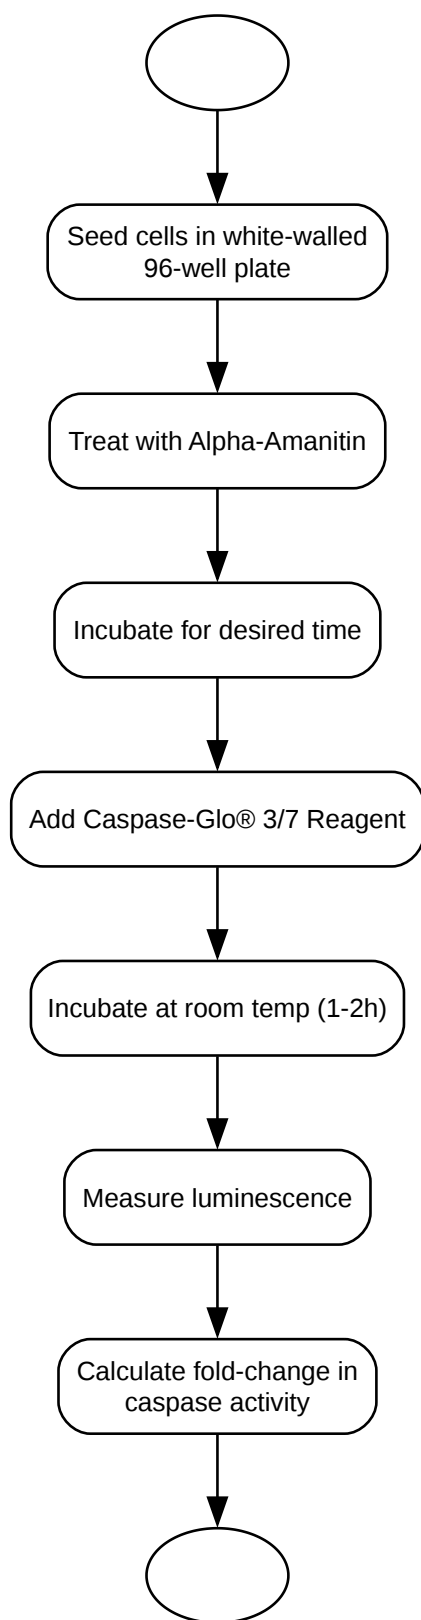 Seed cells in white-walled
96-well plate
Treat with Alpha-Amanitin
Incubate for desired time
Add Caspase-Glo® 3/7 Reagent
Incubate at room temp (1-2h)
Measure luminescence
Calculate fold-change in
caspase activity